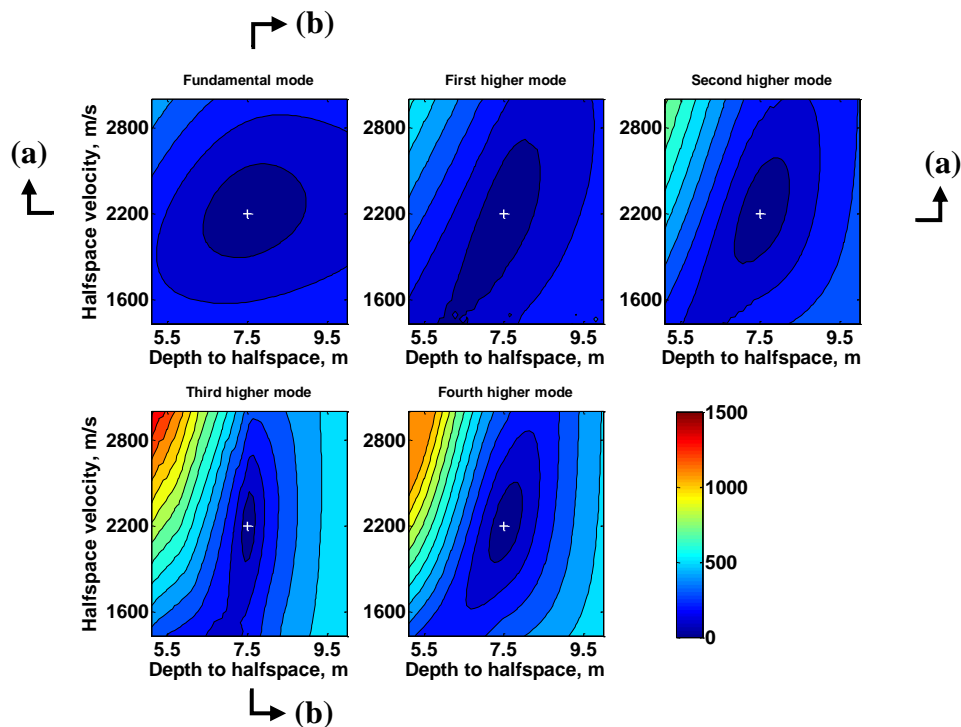 (b)
Fundamental mode
First higher mode
Second higher mode
(a)
(a)
Halfspace velocity, m/s
2800
2200
1600
2800
2200
1600
2800
2200
1600
5.5 7.5 9.5
5.5 7.5 9.5
5.5 7.5 9.5
Depth to halfspace, m
Depth to halfspace, m
Depth to halfspace, m
Third higher mode
Fourth higher mode
Halfspace velocity, m/s
2800
2200
1600
2800
2200
1600
1500
1000
500
0
5.5 7.5 9.5
5.5 7.5 9.5
Depth to halfspace, m
Depth to halfspace, m
(b)